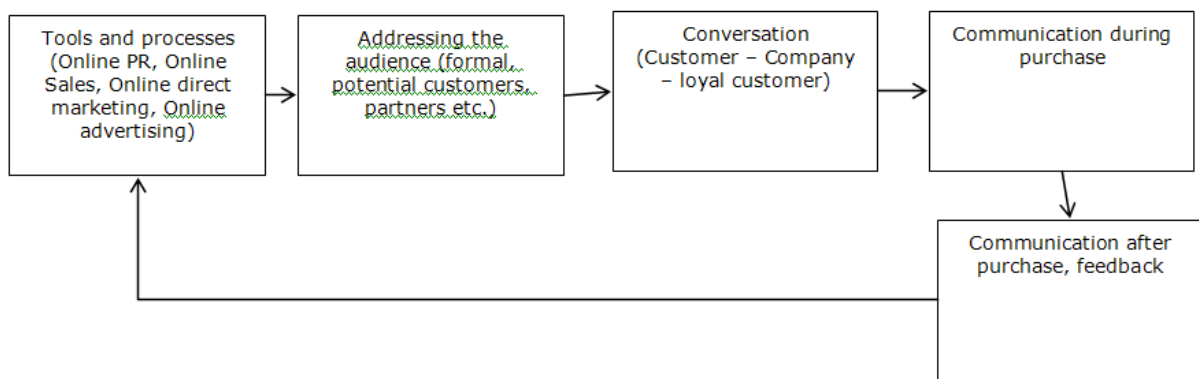 Tools and processes
(Online PR, Online
Sales, Online direct
marketing, Online
advertising)
Addressing the
audience (formal,
potential customers,
partners etc.)
Conversation
(Customer – Company
– loyal customer)
Communication during
purchase
Communication after
purchase, feedback